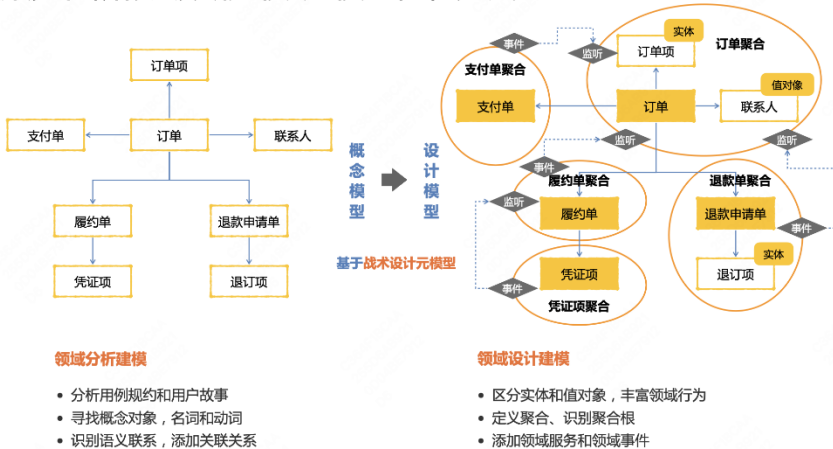 订单项
支付单
订单
联系人
履约单
退款申请单
凭证项
退订项
概念模型
设计模型
基于战术设计元模型
事件
监听
订单项
实体
订单聚合
支付单聚合
值对像
支付单
订单
联系人
监听
监听
事件
履约单聚合
退款单聚合
监听
履约单
退款申请单
事件
实体
事件
凭证项
退订项
凭证项聚合
领域分析建模
• 分析用例规约和用户故事
• 寻找概念对象，名词和动词
• 识别语义联系，添加关联关系
领域设计建模
• 区分实体和值对象，丰富领域行为
• 定义聚合、识别聚合根
• 添加领域服务和领域事件